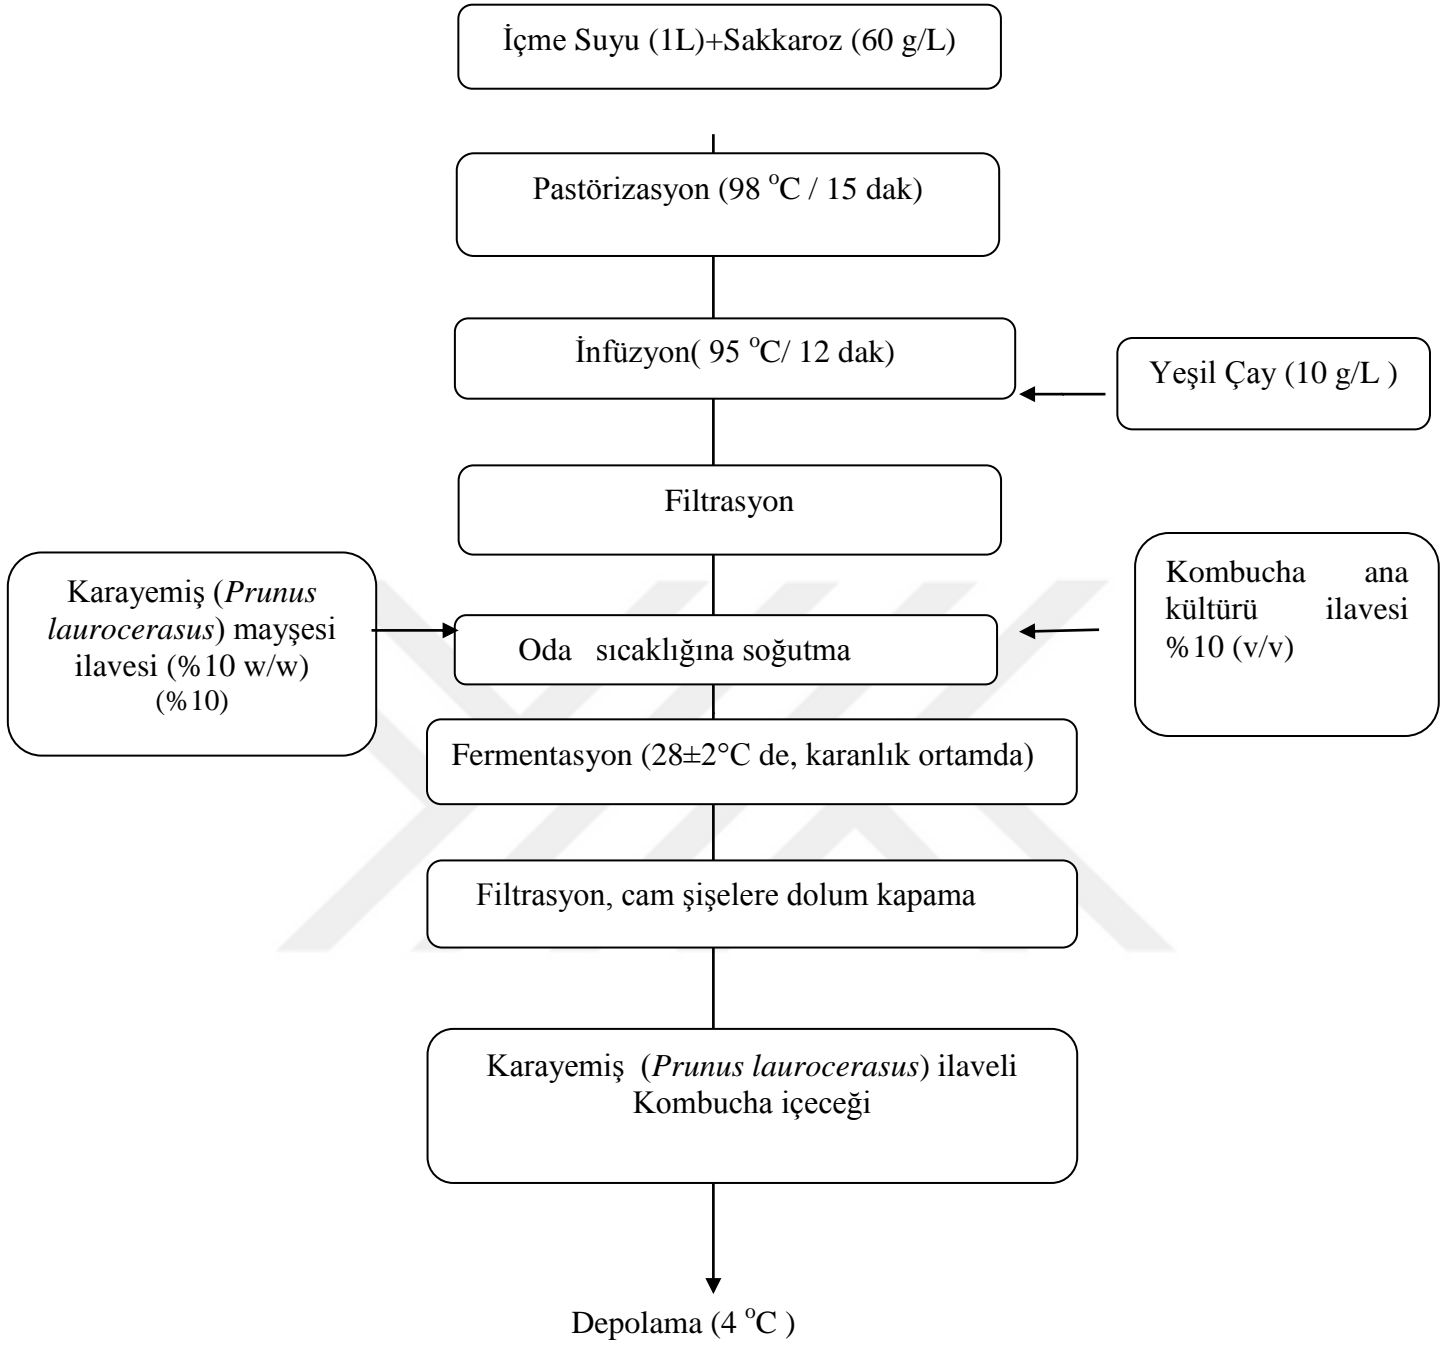 İçme Suyu (1L)+Sakkaroz (60 g/L)
Pastörizasyon (98 °C / 15 dak)
İnfüzyon( 95 °C/ 12 dak)
Yeşil Çay (10 g/L )
Filtrasyon
Karayemiş (Prunus
laurocerasus) mayşesi
ilavesi (%10 w/w)
(%10)
Oda sıcaklığına soğutma
Kombucha ana
kültürü ilavesi
%10 (v/v)
Fermentasyon (28±2°C de, karanlık ortamda)
Filtrasyon, cam şişelere dolum kapama
Karayemiş (Prunus laurocerasus) ilaveli
Kombucha içeceği
Depolama (4 °C )